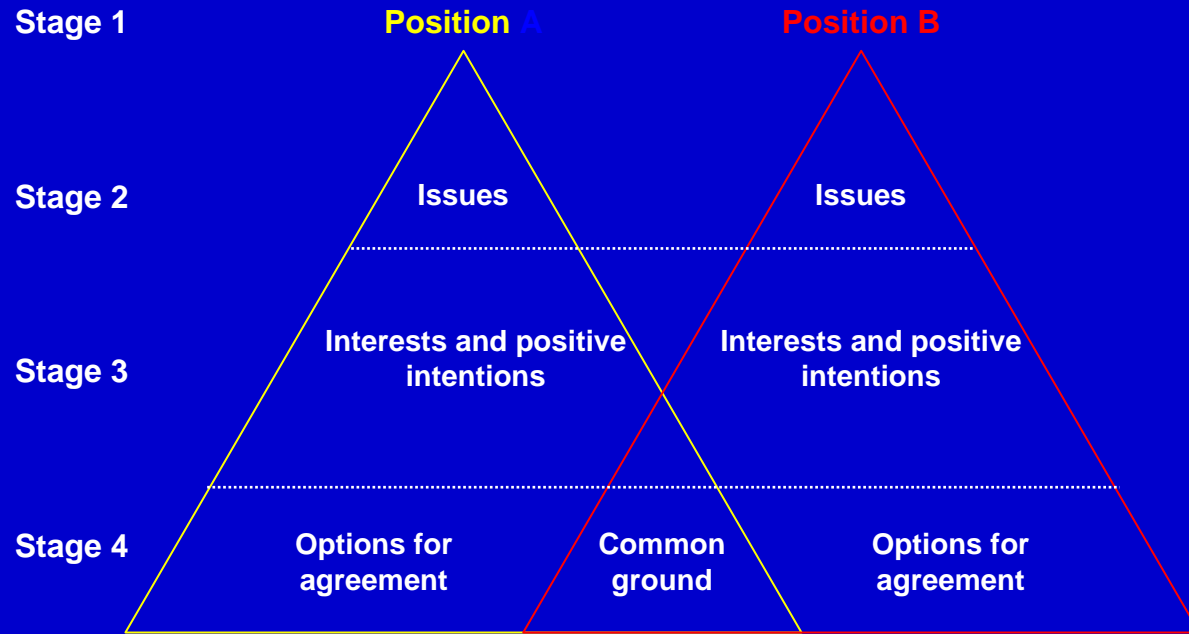 Stage 1
Position A
Position B
Stage 2
Issues
Issues
Stage 3
Interests and positive
intentions
Interests and positive
intentions
Stage 4
Options for
agreement
Common
ground
Options for
agreement